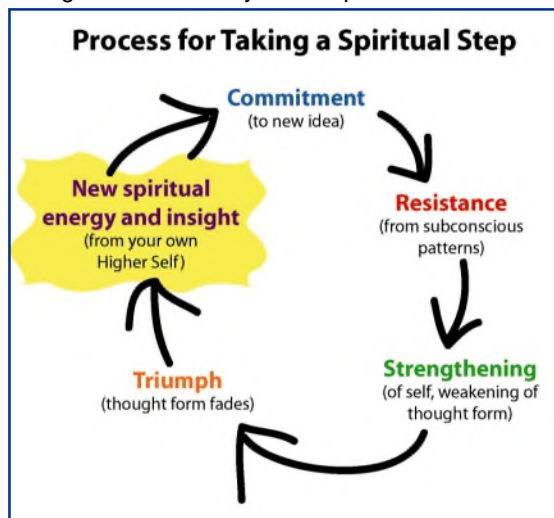 Process for Taking a Spiritual Step
Commitment
(to new idea)
Resistance
(from subconscious
patterns)
Strengthening
(of self, weakening of
thought form)
Triumph
(thought form fades)
New spiritual
energy and insight
(from your own
Higher Self)